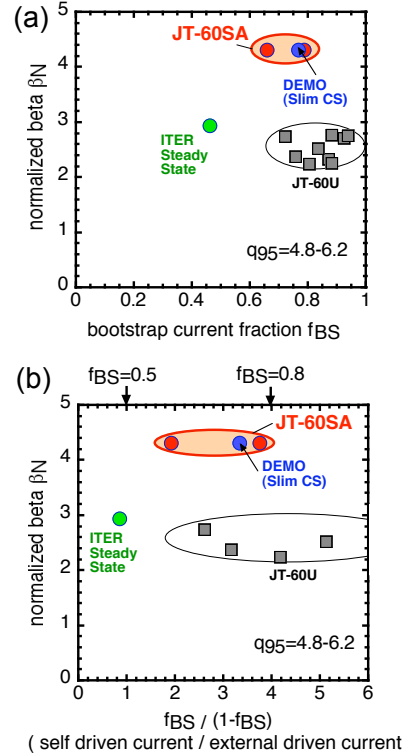 (a)
5
4
3
2
1
0
normalized beta βN
JT-60SA
DEMO
(Slim CS)
ITER
Steady
State
JT-60U
q95=4.8-6.2
0 0.2 0.4 0.6 0.8 1
bootstrap current fraction fBS
(b)
fBS=0.5 fBS=0.8
5
4
3
2
1
0
normalized beta βN
JT-60SA
DEMO
(Slim CS)
ITER
Steady
State
JT-60U
q95=4.8-6.2
0 1 2 3 4 5 6
fBS / (1-fBS)
( self driven current / external driven current